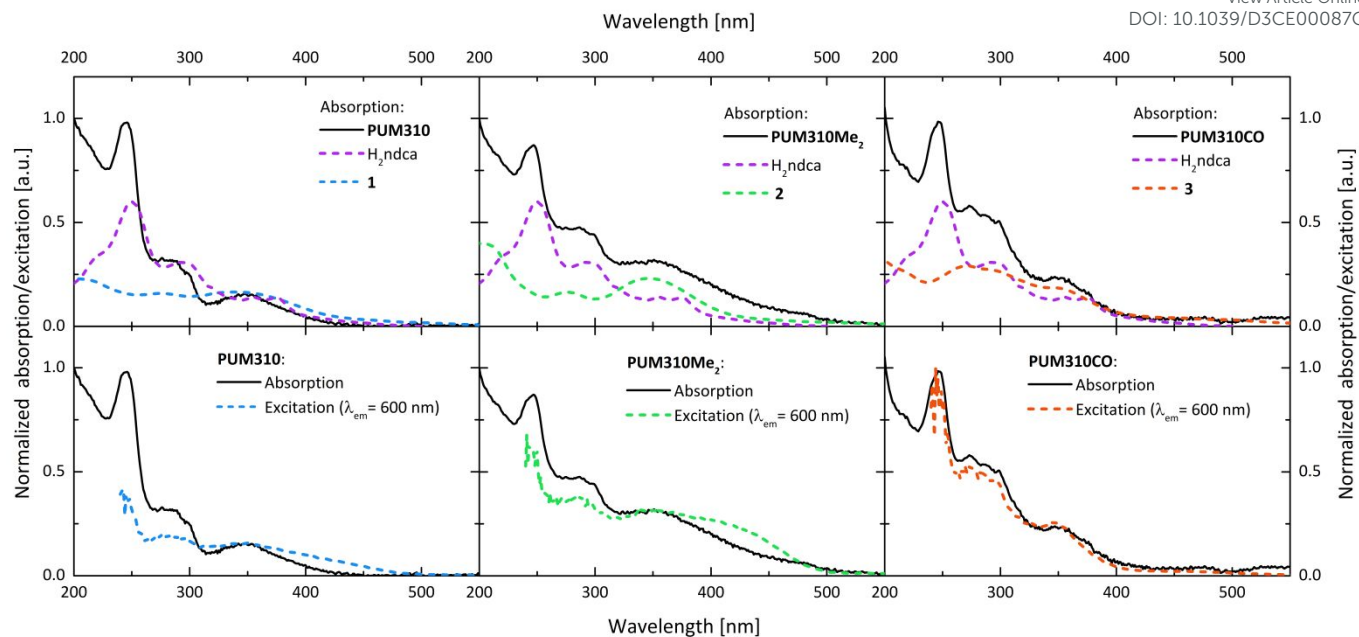 View Article Online
DOI: 10.1039/D3CE00087G
Wavelength [nm]
200 300 400 500 200 300 400 500 200 300 400 500
Normalized absorption/excitation [a.u.]
1.0
0.5
0.0
1.0
0.5
0.0
Absorption:
PUM310
H₂ndca
1
Absorption:
PUM310Me₂
H₂ndca
2
Absorption:
PUM310CO
H₂ndca
3
PUM310:
Absorption
Excitation (λem= 600 nm)
PUM310Me₂:
Absorption
Excitation (λem= 600 nm)
PUM310CO:
Absorption
Excitation (λem= 600 nm)
1.0
0.5
0.0
1.0
0.5
0.0
Normalized absorption/excitation [a.u.]
200 300 400 500 200 300 400 500 200 300 400 500
Wavelength [nm]